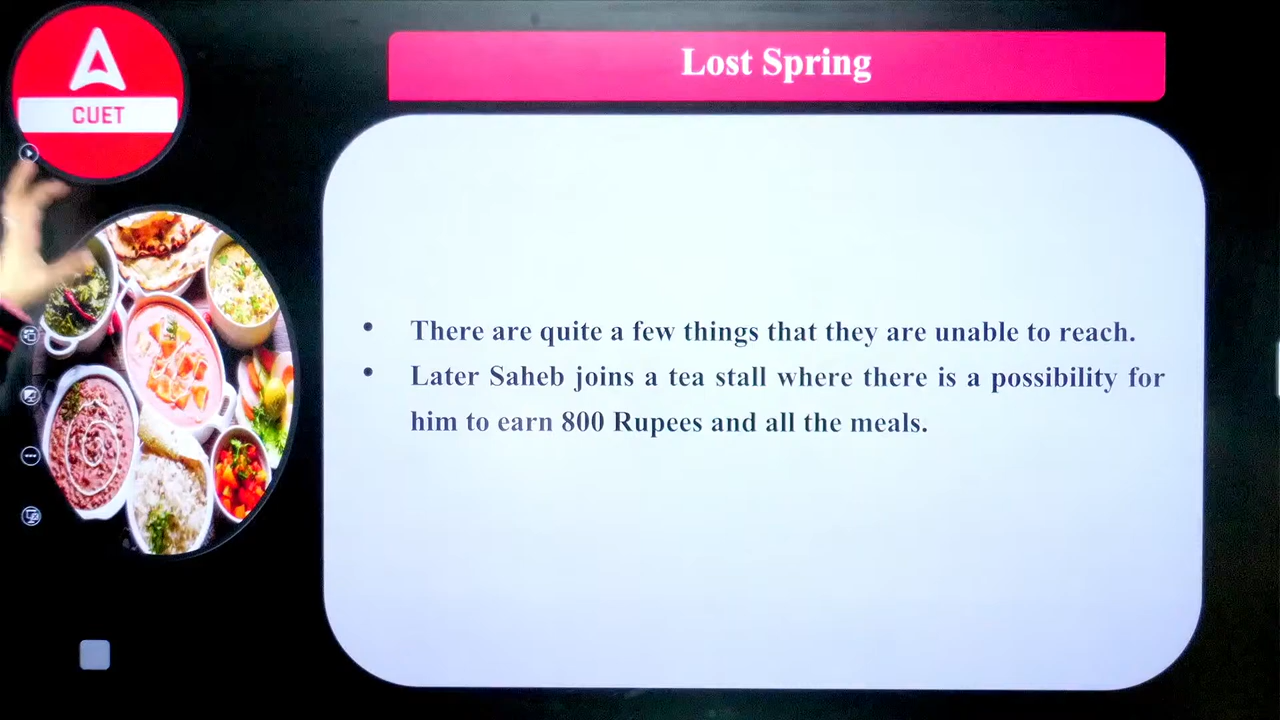 CUET
Lost Spring
• There are quite a few things that they are unable to reach.
• Later Saheb joins a tea stall where there is a possibility for
him to earn 800 Rupees and all the meals.